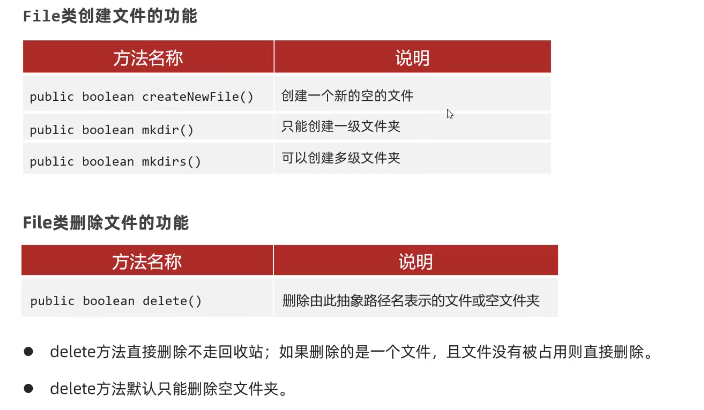 File类创建文件的功能
方法名称 说明
public boolean createNewFile() 创建一个新的空的文件
public boolean mkdir() 只能创建一级文件夹
public boolean mkdirs() 可以创建多级文件夹
File类删除文件的功能
方法名称 说明
public boolean delete() 删除由此抽象路径名表示的文件或空文件夹
● delete方法直接删除不走回收站；如果删除的是一个文件，且文件没有被占用则直接删除。
● delete方法默认只能删除空文件夹。